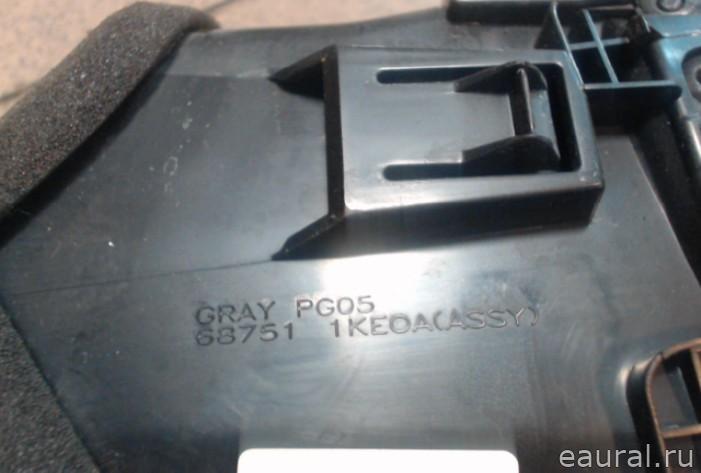 GRAY PG05
68751 1KE0A(ASSY)
eaural.ru